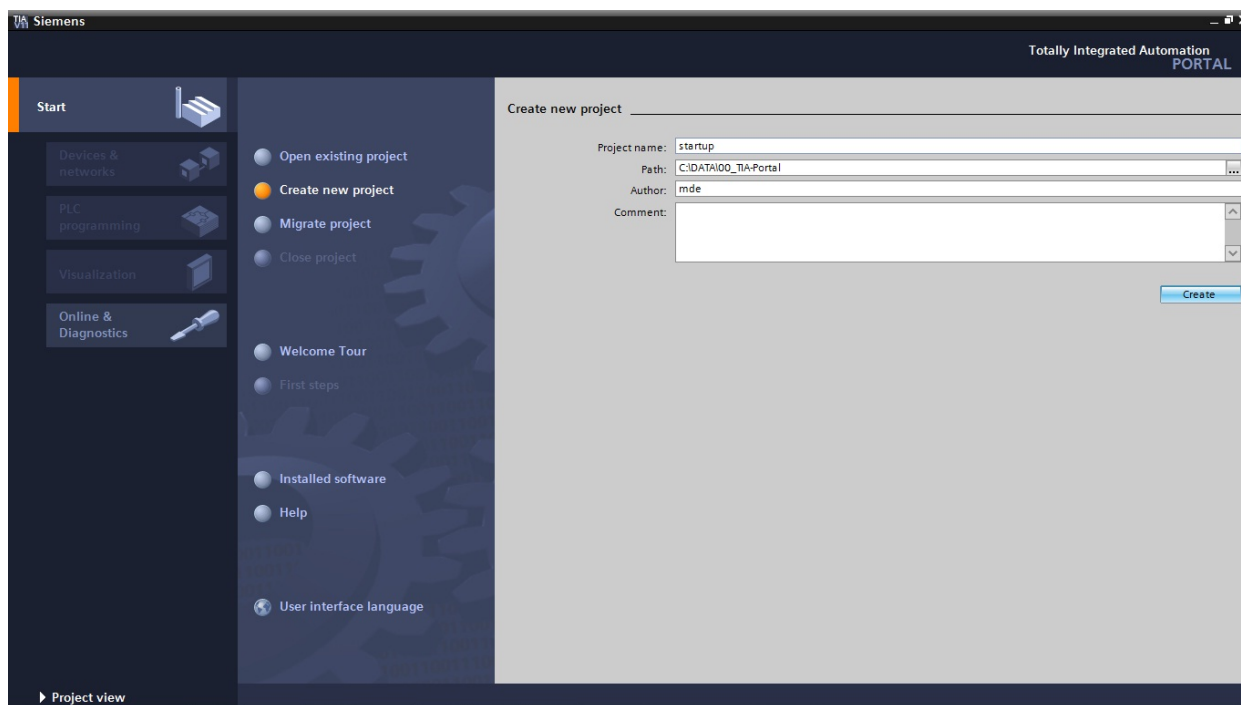 Siemens
Totally Integrated Automation
PORTAL
Start
Devices &
networks
PLC
programming
Visualization
Online &
Diagnostics
Open existing project
Create new project
Migrate project
Close project
Welcome Tour
First steps
Installed software
Help
User interface language
Create new project
Project name: startup
Path: C:\DATA\00_TIA-Portal
...
Author: mde
Comment:
Create
Project view